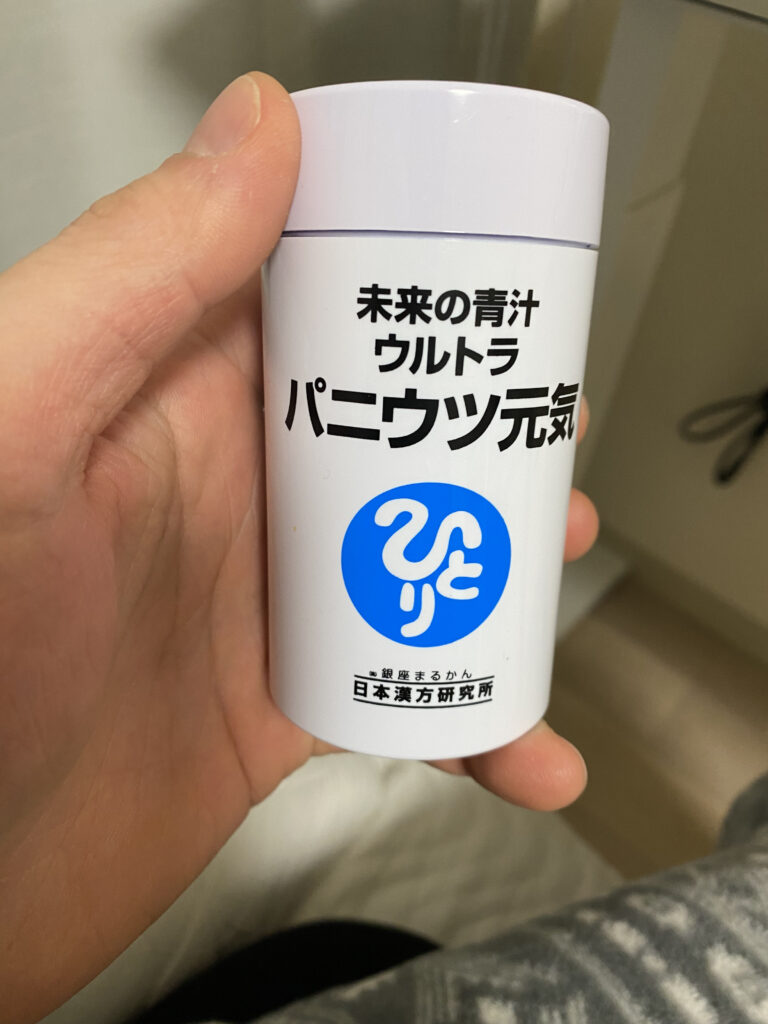 未来の青汁
ウルトラ
パニウツ元気
ひとり
銀座まるかん
日本漢方研究所